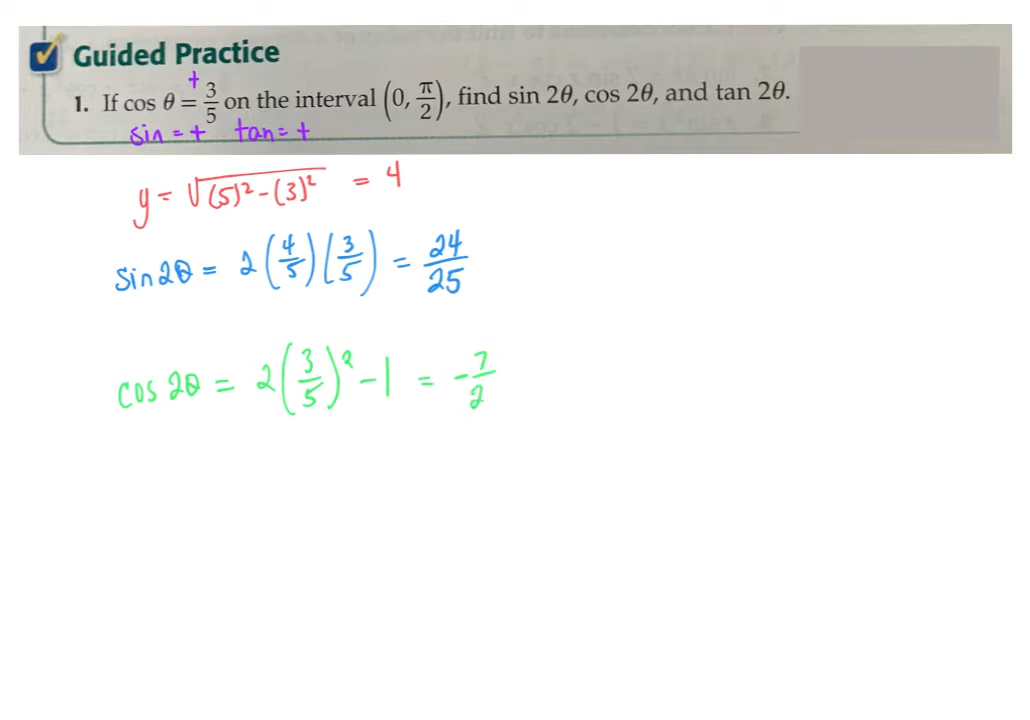 Guided Practice
1. If cos θ = + 3/5 on the interval (0, π/2), find sin 2θ, cos 2θ, and tan 2θ.
sin = + tan = +
y = √(5)² - (3)² = 4
sin 2θ = 2 (4/5) (3/5) = 24/25
cos 2θ = 2 (3/5)² - 1 = - 7/2